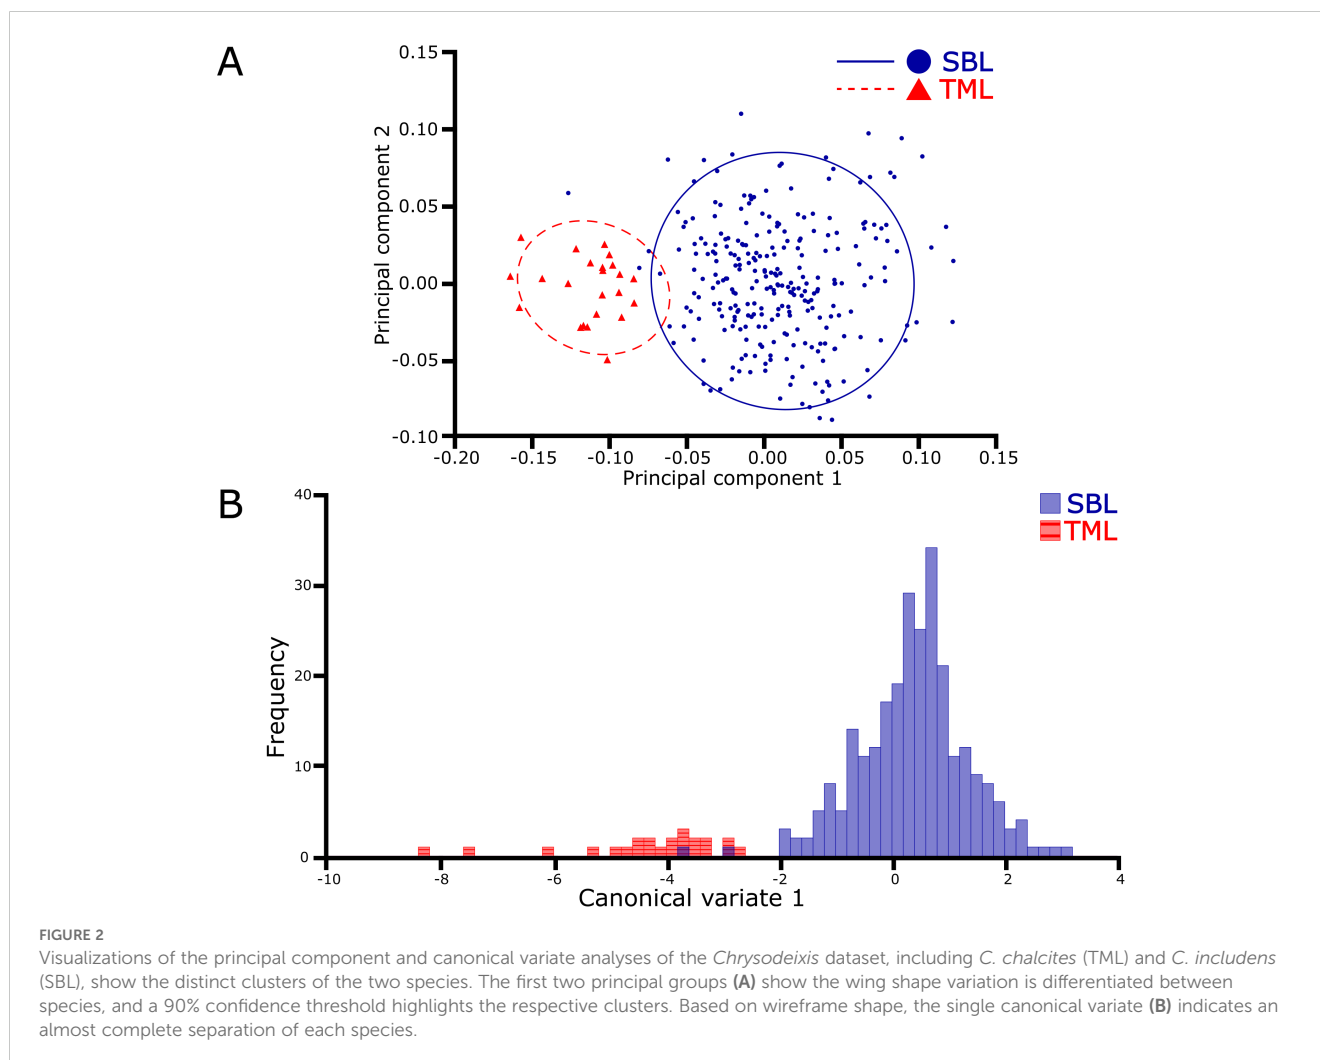 A
0.15
0.10
0.05
0.00
-0.05
-0.10
Principal component 2
SBL
TML
-0.20 -0.15 -0.10 -0.05 0.00 0.05 0.10 0.15
Principal component 1
B
40
30
20
10
0
Frequency
SBL
TML
-10 -8 -6 -4 -2 0 2 4
Canonical variate 1
FIGURE 2
Visualizations of the principal component and canonical variate analyses of the Chrysodeixis dataset, including C. chalcites (TML) and C. includens
(SBL), show the distinct clusters of the two species. The first two principal groups (A) show the wing shape variation is differentiated between
species, and a 90% confidence threshold highlights the respective clusters. Based on wireframe shape, the single canonical variate (B) indicates an
almost complete separation of each species.